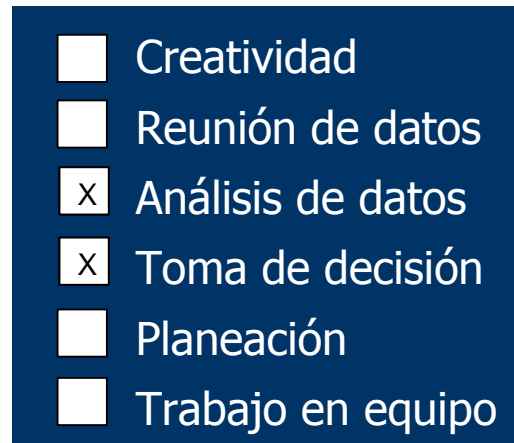 Creatividad
Reunión de datos
X Análisis de datos
X Toma de decisión
Planeación
Trabajo en equipo